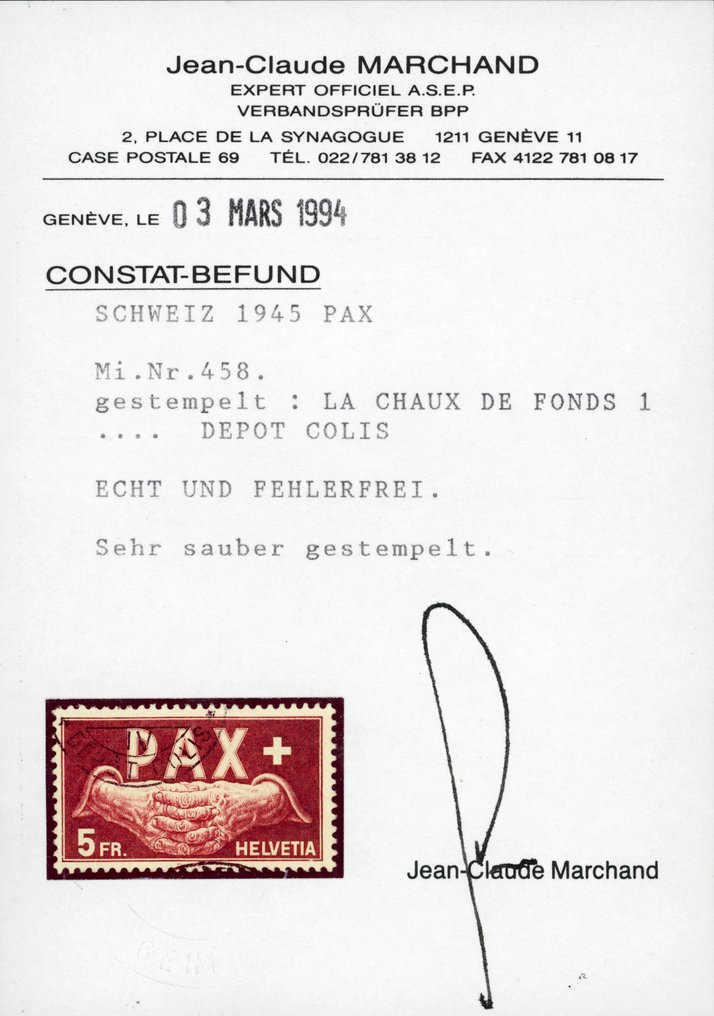 Jean-Claude MARCHAND
EXPERT OFFICIEL A.S.E.P.
VERBANDSPRÜFER BPP
2, PLACE DE LA SYNAGOGUE 1211 GENÈVE 11
CASE POSTALE 69 TÉL. 022/781 38 12 FAX 4122 781 08 17
GENÈVE, LE 03 MARS 1994
CONSTAT-BEFUND
SCHWEIZ 1945 PAX
Mi.Nr.458.
gestempelt : LA CHAUX DE FONDS 1
.... DEPOT COLIS
ECHT UND FEHLERFREI.
Sehr sauber gestempelt.
PAX
5 FR. HELVETIA
Jean-Claude Marchand